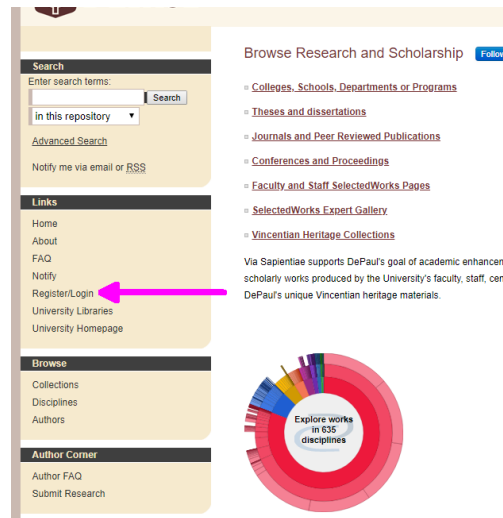 Search
Enter search terms:
Search
in this repository
Advanced Search
Notify me via email or RSS
Links
Home
About
FAQ
Notify
Register/Login
University Libraries
University Homepage
Browse
Collections
Disciplines
Authors
Author Corner
Author FAQ
Submit Research
Browse Research and Scholarship
Follow
Colleges, Schools, Departments or Programs
Theses and dissertations
Journals and Peer Reviewed Publications
Conferences and Proceedings
Faculty and Staff SelectedWorks Pages
SelectedWorks Expert Gallery
Vincentian Heritage Collections
Via Sapientiae supports DePaul's goal of academic enhancen
scholarly works produced by the University's faculty, staff, cen
DePaul's unique Vincentian heritage materials.
Explore works
in 635
disciplines